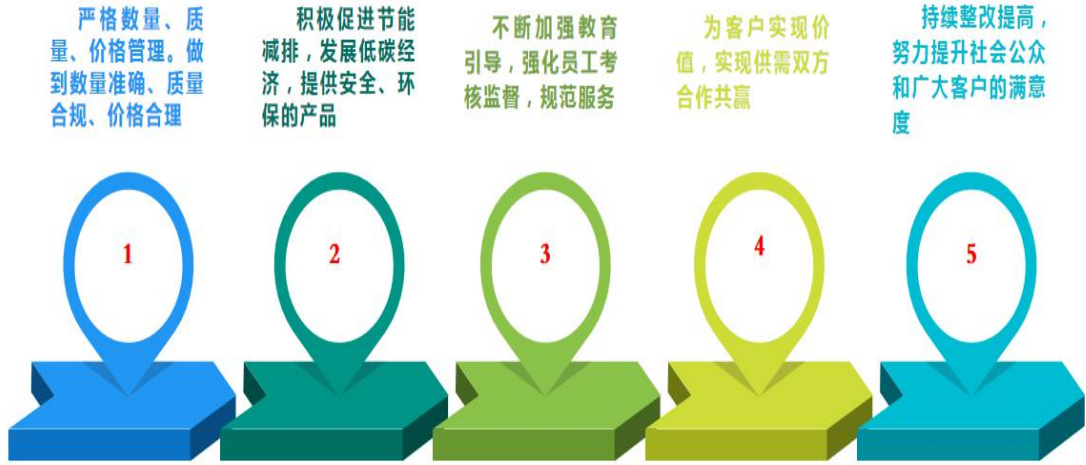 严格数量、质
量、价格管理。做
到数量准确、质量
合规、价格合理
积极促进节能
减排，发展低碳经
济，提供安全、环
保的产品
不断加强教育
引导，强化员工考
核监督，规范服务
为客户实现价
值，实现供需双方
合作共赢
持续整改提高，
努力提升社会公众
和广大客户的满意
度
1
2
3
4
5